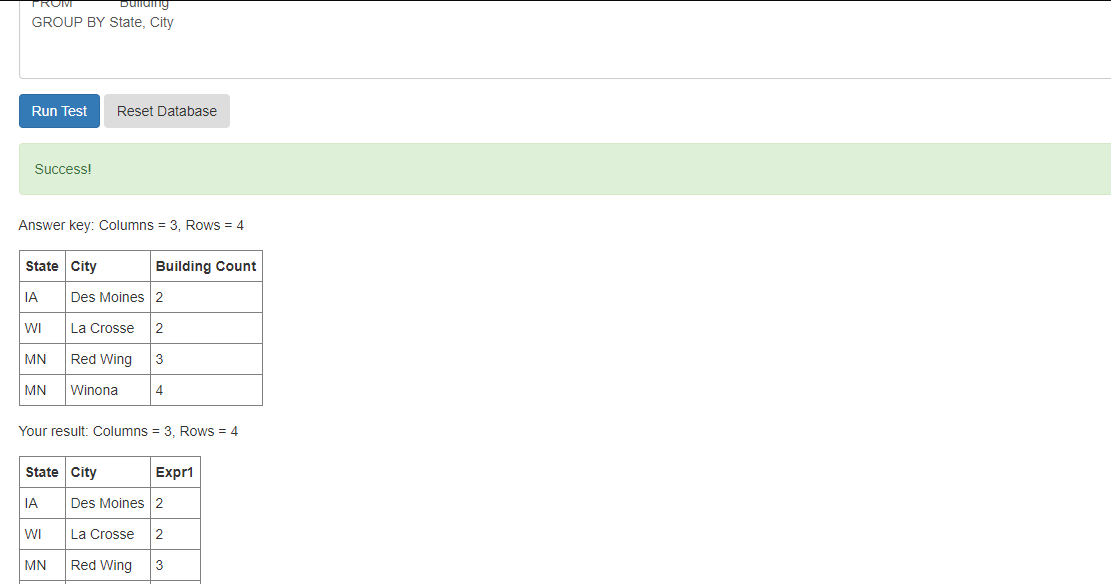 FROM Building
GROUP BY State, City
Run Test Reset Database
Success!
Answer key: Columns = 3, Rows = 4
State City Building Count
IA Des Moines 2
WI La Crosse 2
MN Red Wing 3
MN Winona 4
Your result: Columns = 3, Rows = 4
State City Expr1
IA Des Moines 2
WI La Crosse 2
MN Red Wing 3